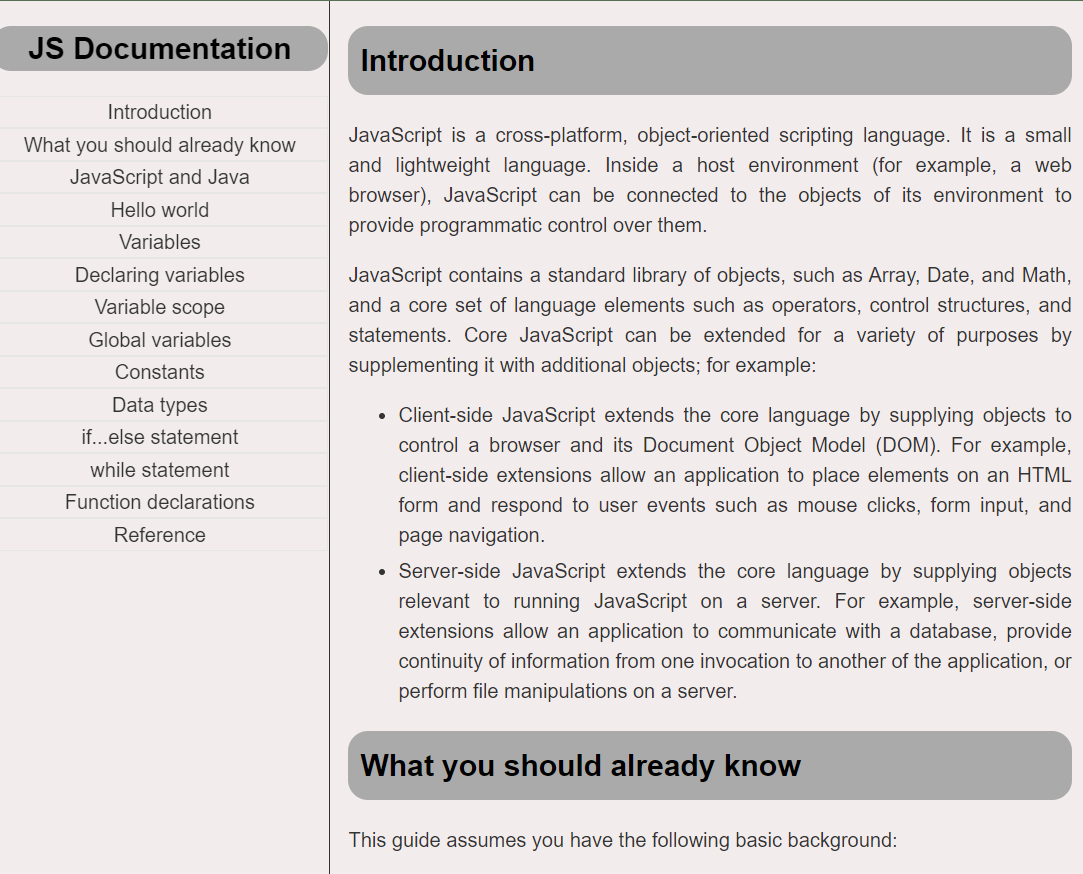 JS Documentation
Introduction
What you should already know
JavaScript and Java
Hello world
Variables
Declaring variables
Variable scope
Global variables
Constants
Data types
if...else statement
while statement
Function declarations
Reference
Introduction
JavaScript is a cross-platform, object-oriented scripting language. It is a small
and lightweight language. Inside a host environment (for example, a web
browser), JavaScript can be connected to the objects of its environment to
provide programmatic control over them.
JavaScript contains a standard library of objects, such as Array, Date, and Math,
and a core set of language elements such as operators, control structures, and
statements. Core JavaScript can be extended for a variety of purposes by
supplementing it with additional objects; for example:
• Client-side JavaScript extends the core language by supplying objects to
control a browser and its Document Object Model (DOM). For example,
client-side extensions allow an application to place elements on an HTML
form and respond to user events such as mouse clicks, form input, and
page navigation.
• Server-side JavaScript extends the core language by supplying objects
relevant to running JavaScript on a server. For example, server-side
extensions allow an application to communicate with a database, provide
continuity of information from one invocation to another of the application, or
perform file manipulations on a server.
What you should already know
This guide assumes you have the following basic background: